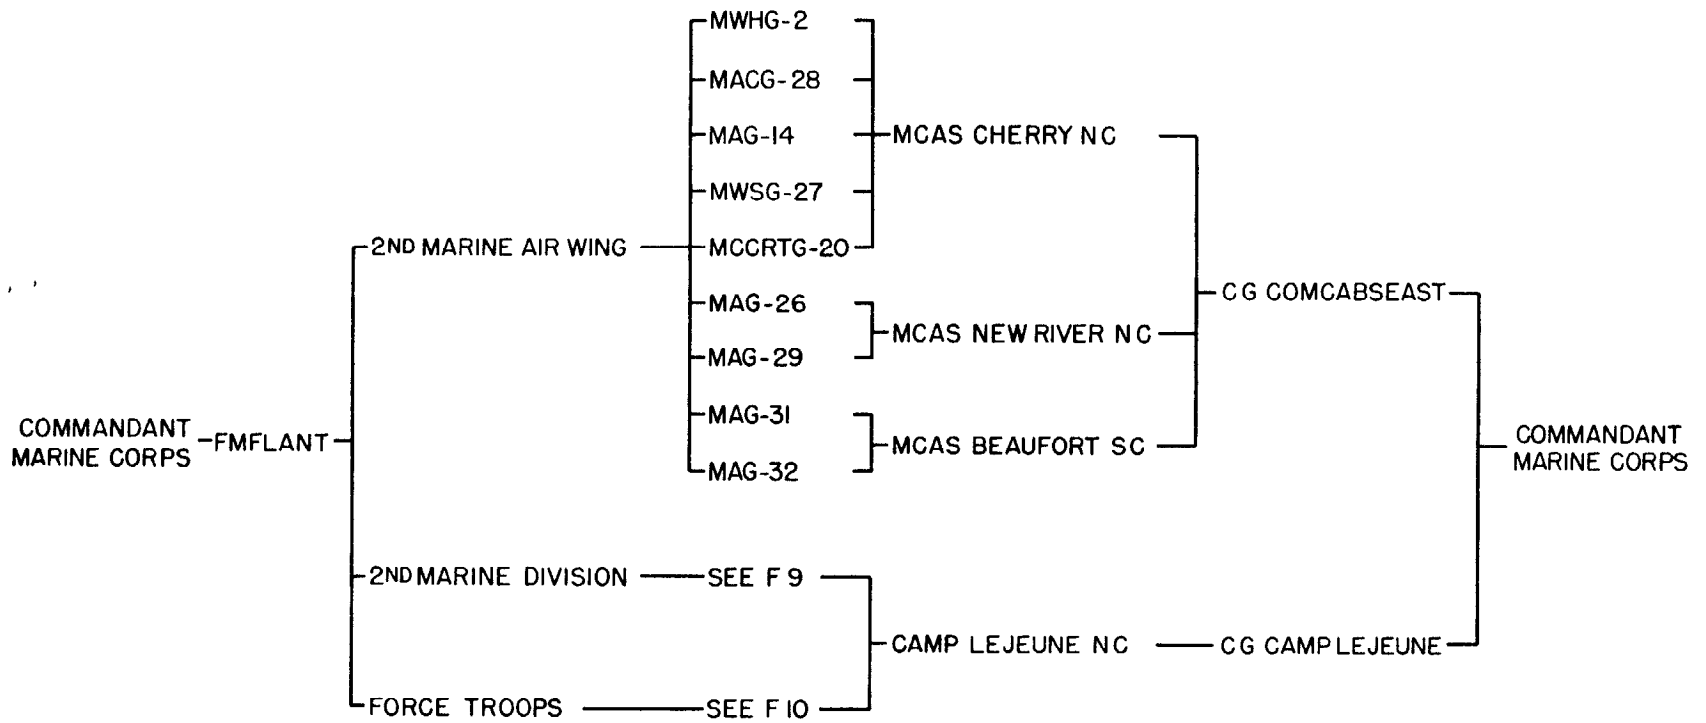 MWHG-2
MACG-28
MAG-14
MCAS CHERRY NC
MWSG-27
2ND MARINE AIR WING
MCCRTG-20
MAG-26
CG COMCABSEAST
MCAS NEW RIVER NC
MAG-29
MAG-31
COMMANDANT
MARINE CORPS
FMFLANT
MCAS BEAUFORT SC
COMMANDANT
MARINE CORPS
MAG-32
2ND MARINE DIVISION
SEE F 9
CAMP LEJEUNE NC
CG CAMP LEJEUNE
FORCE TROOPS
SEE F 10